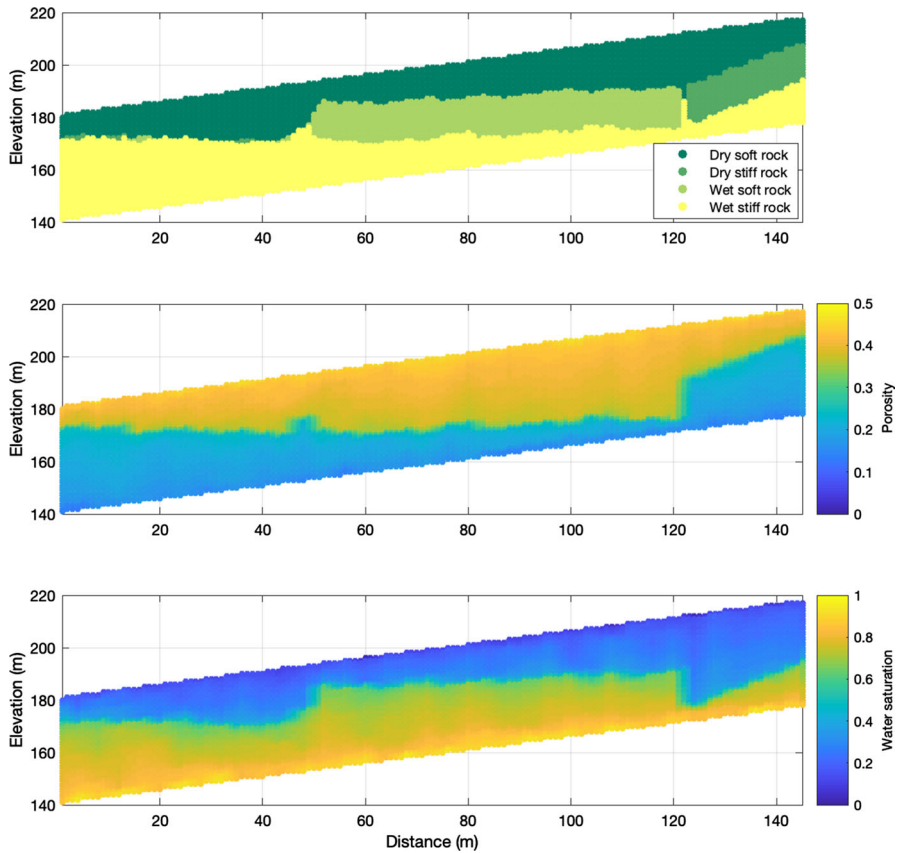 220
200
180
160
140
Elevation (m)
Dry soft rock
Dry stiff rock
Wet soft rock
Wet stiff rock
20 40 60 80 100 120 140
220
200
180
160
140
Elevation (m)
20 40 60 80 100 120 140
0.5
0.4
0.3
0.2
0.1
0
Porosity
220
200
180
160
140
Elevation (m)
20 40 60 80 100 120 140
Distance (m)
1
0.8
0.6
0.4
0.2
0
Water saturation